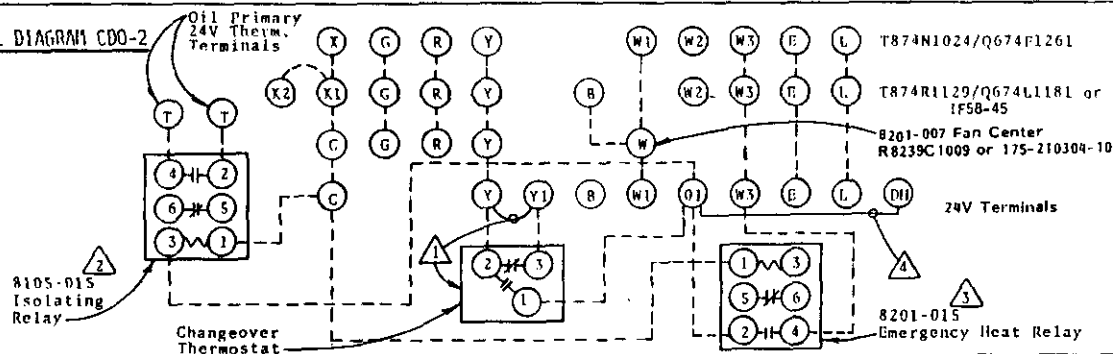 L DIAGRAM CDO-2
Oil Primary
24V Therm.
Terminals
X G R Y W1 W2 W3 E L T874N1024/Q674F1261
X2 X1 G R Y B W2 W3 E L T874R1129/Q674L1181 or
IF58-45
T T C G R Y W
8201-007 Fan Center
R8239C1009 or 175-210304-10
C Y Y1 B W1 O1 W3 E L DH 24V Terminals
4 2
6 5
3 1
2 3
1
1 3
5 6
2 4
1
2
3
4
8105-015
Isolating
Relay
Changeover
Thermostat
8201-015
Emergency Heat Relay